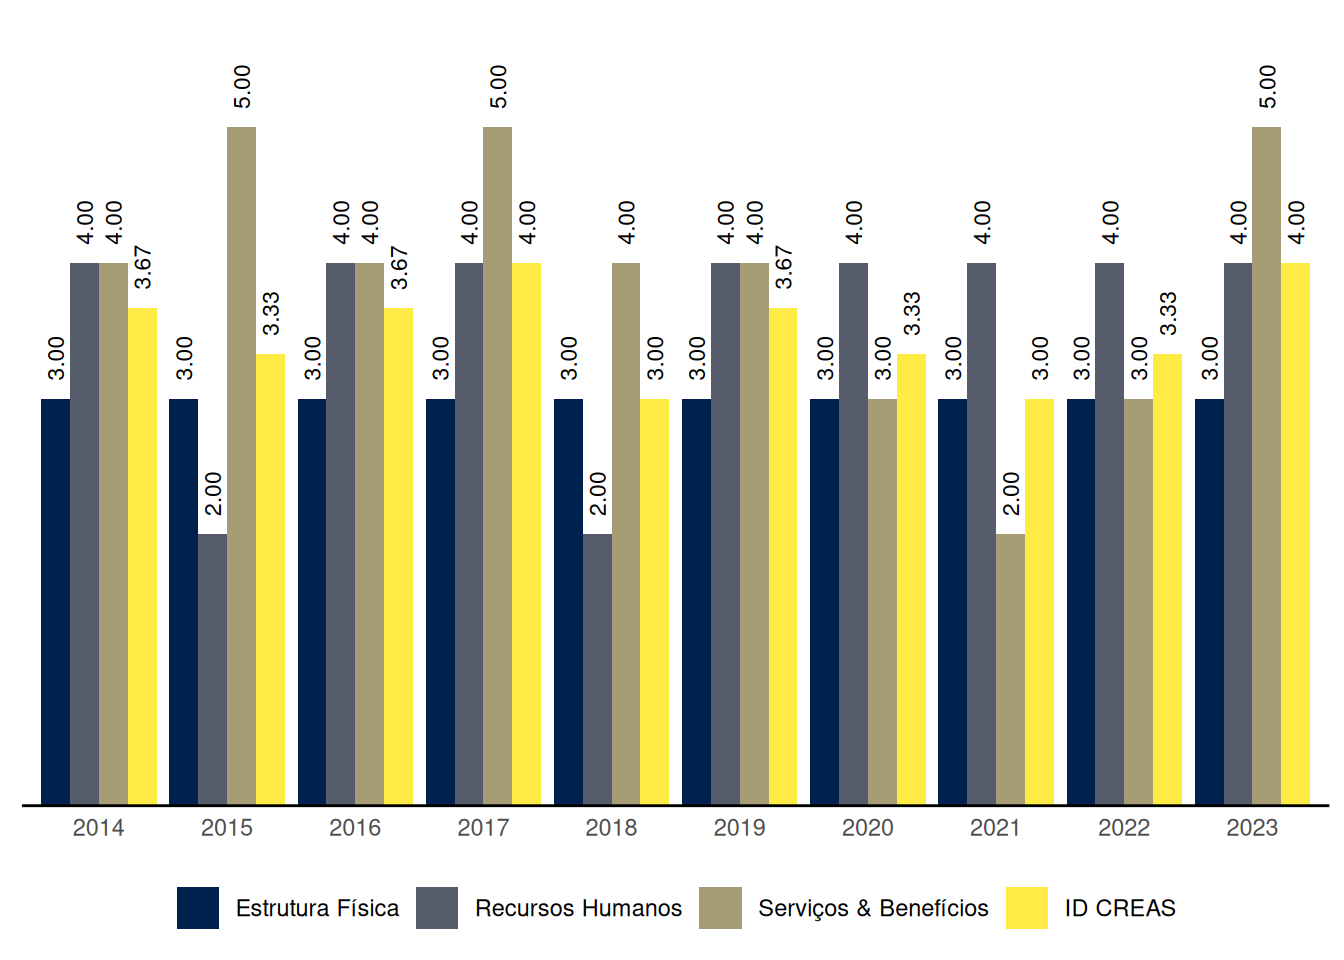 5.00 5.00 5.00
4.00 4.00 4.00 4.00 4.00 4.00 4.00 4.00 4.00 4.00 4.00 4.00 4.00 4.00
3.67 3.67 3.67
3.33 3.33 3.33
3.00 3.00 3.00 3.00 3.00 3.00 3.00 3.00 3.00 3.00 3.00 3.00 3.00 3.00
2.00 2.00 2.00
2014 2015 2016 2017 2018 2019 2020 2021 2022 2023
Estrutura Física Recursos Humanos Serviços & Benefícios ID CREAS